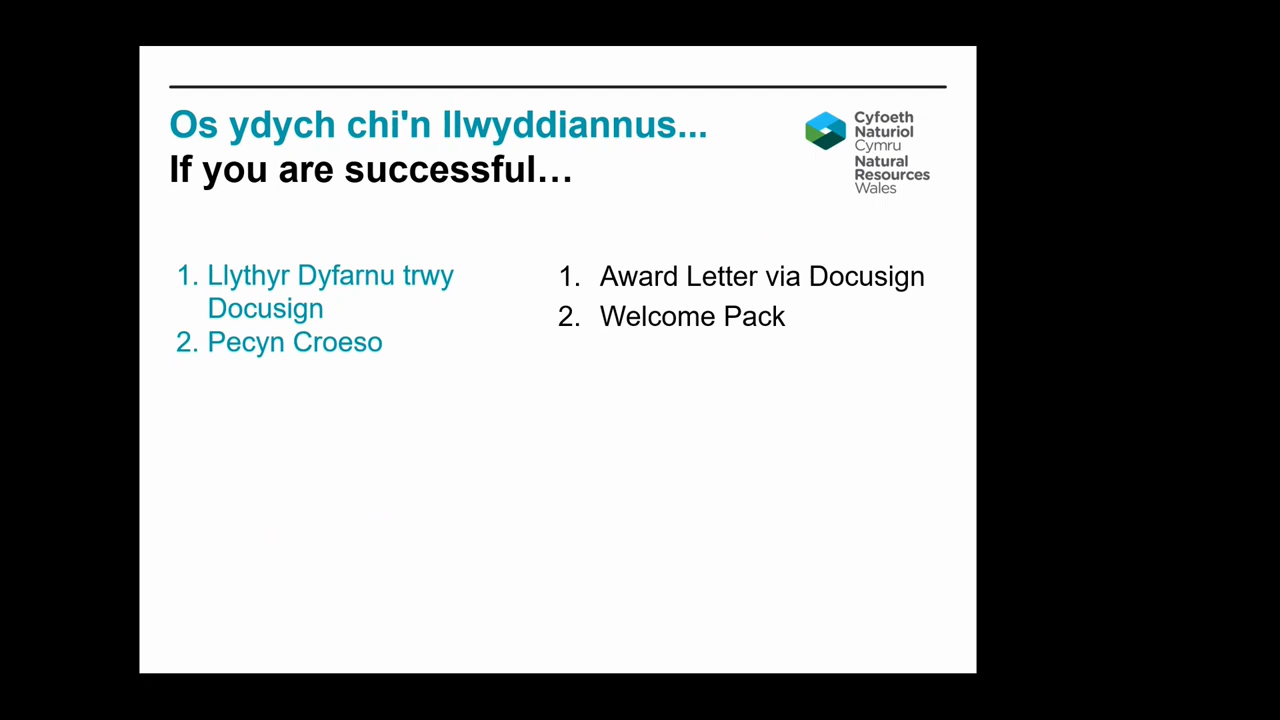 Os ydych chi'n llwyddiannus...
If you are successful…
Cyfoeth
Naturiol
Cymru
Natural
Resources
Wales
1. Llythyr Dyfarnu trwy
Docusign
2. Pecyn Croeso
1. Award Letter via Docusign
2. Welcome Pack